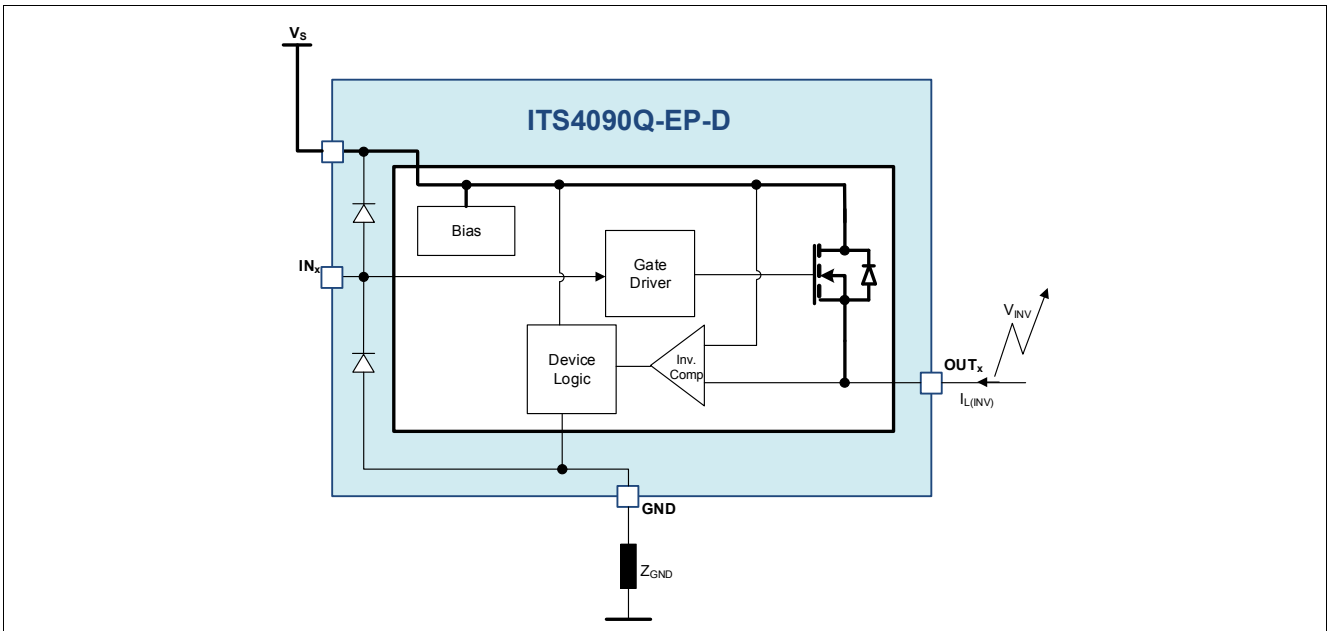 VS
ITS4090Q-EP-D
Bias
INx
Gate
Driver
VINV
Device
Logic
Inv.
Comp
OUTx
IL(INV)
GND
ZGND